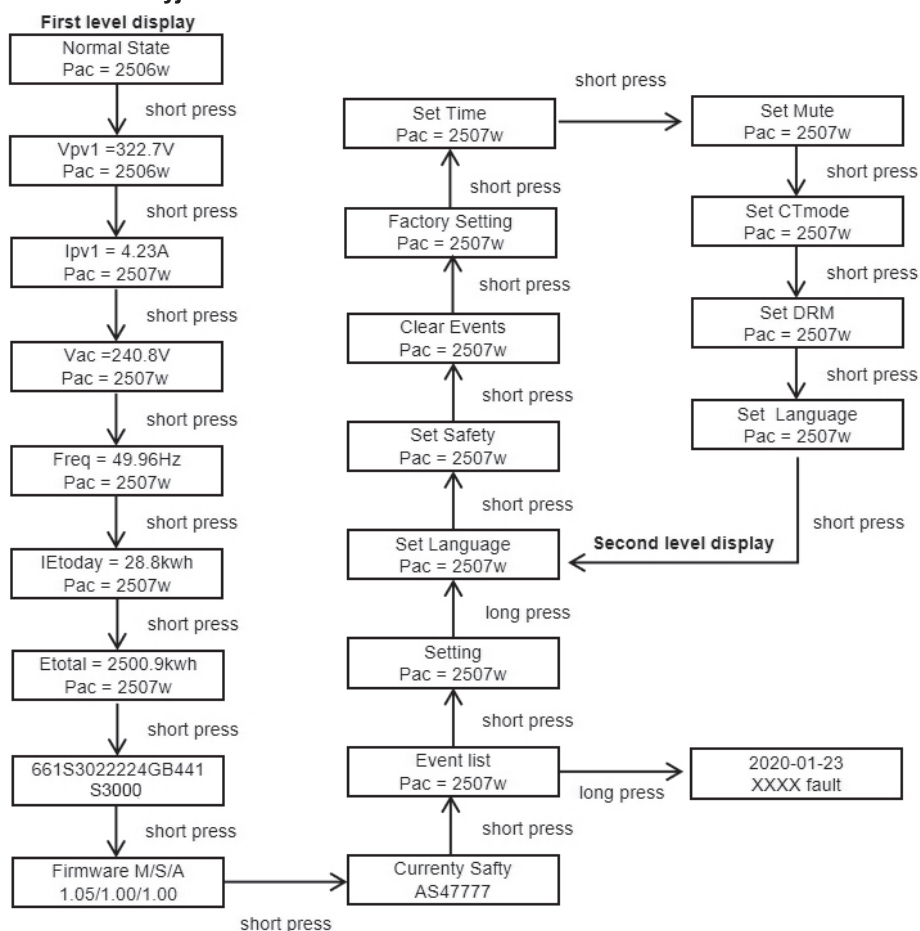 First level display
Normal State
Pac = 2506w
short press
Vpv1 =322.7V
Pac = 2506w
short press
Ipv1 = 4.23A
Pac = 2507w
short press
Vac =240.8V
Pac = 2507w
short press
Freq = 49.96Hz
Pac = 2507w
short press
IEtoday = 28.8kwh
Pac = 2507w
short press
Etotal = 2500.9kwh
Pac = 2507w
short press
661S3022224GB441
S3000
short press
Firmware M/S/A
1.05/1.00/1.00
short press
Currenty Safty
AS47777
short press
Event list
Pac = 2507w
long press
2020-01-23
XXXX fault
short press
Setting
Pac = 2507w
long press
Set Language
Pac = 2507w
short press
Set Safety
Pac = 2507w
short press
Clear Events
Pac = 2507w
short press
Factory Setting
Pac = 2507w
short press
Set Time
Pac = 2507w
short press
Set Mute
Pac = 2507w
short press
Set CTmode
Pac = 2507w
short press
Set DRM
Pac = 2507w
short press
Set Language
Pac = 2507w
short press
Second level display